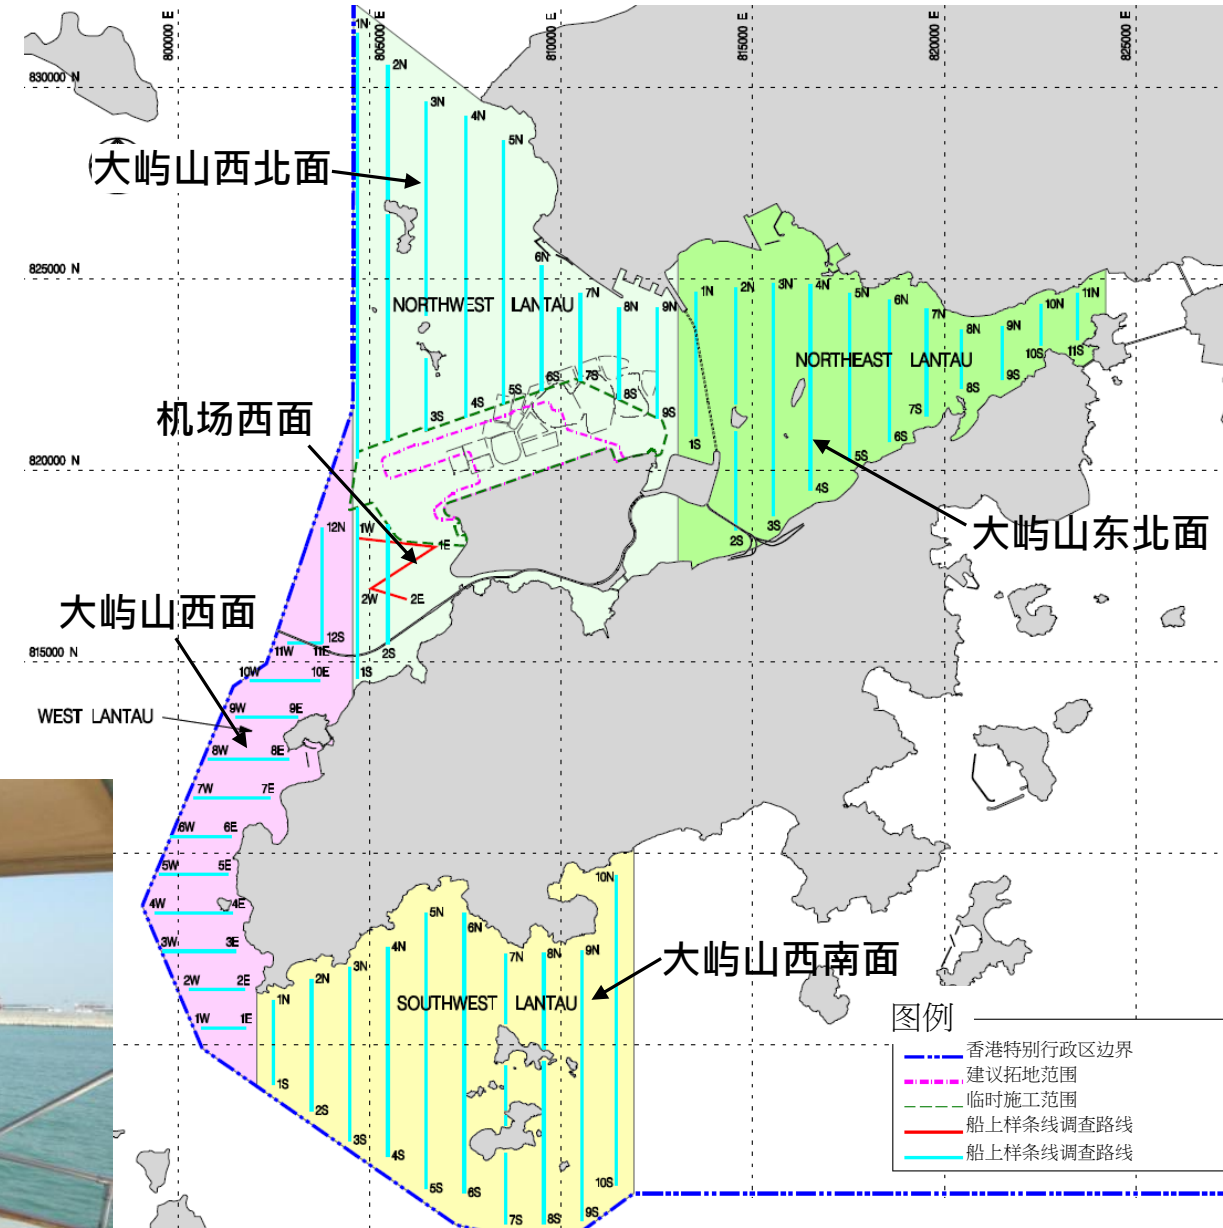 800000 E
805000 E
810000 E
815000 E
820000 E
825000 E
830000 N
825000 N
820000 N
815000 N
1N
2N
3N
4N
5N
6N
7N
8N
9N
大屿山西北面
NORTHWEST LANTAU
3S
4S
5S
6S
7S
8S
9S
1N
2N
3N
4N
5N
6N
7N
8N
9N
10N
11N
NORTHEAST LANTAU
1S
2S
3S
4S
5S
6S
7S
8S
9S
10S
11S
大屿山东北面
机场西面
1W
1E
2W
2E
1S
2S
12N
12S
大屿山西面
WEST LANTAU
11W 11E
10W 10E
9W 9E
8W 8E
7W 7E
6W 6E
5W 5E
4W 4E
3W 3E
2W 2E
1W 1E
1N
2N
3N
4N
5N
6N
7N
8N
9N
10N
大屿山西南面
SOUTHWEST LANTAU
1S
2S
3S
4S
5S
6S
7S
8S
9S
10S
图例
香港特别行政区边界
建议拓地范围
临时施工范围
船上样条线调查路线
船上样条线调查路线